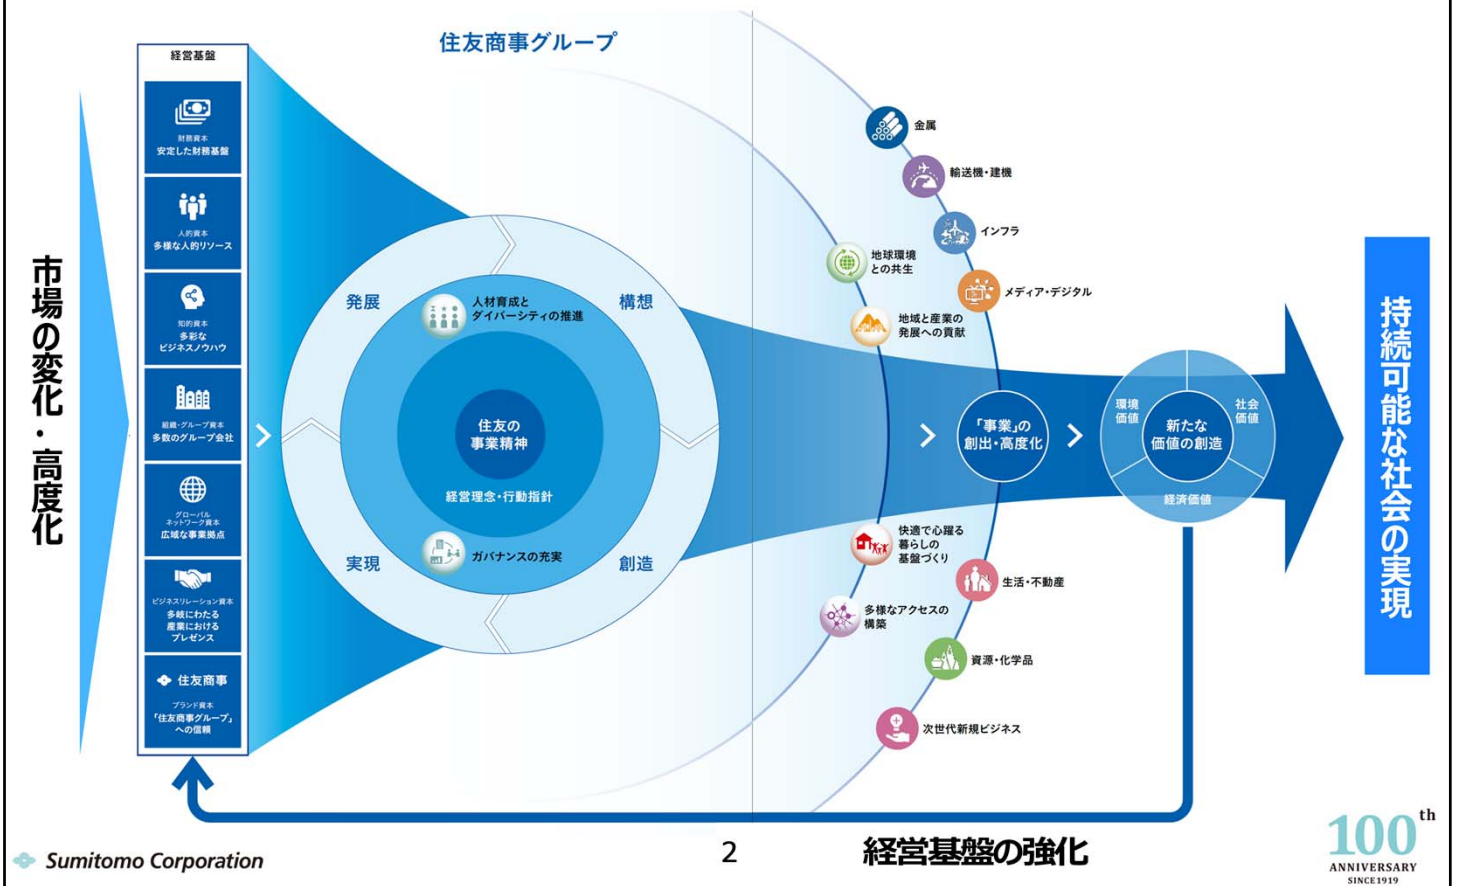 住友商事グループ
市場の変化・高度化
経営基盤
財務資本
安定した財務基盤
人的資本
多様な人的リソース
知的資本
多彩な
ビジネスノウハウ
組織・グループ資本
多数のグループ会社
グローバル
ネットワーク資本
広域な事業拠点
ビジネスリレーション資本
多岐にわたる
産業における
プレゼンス
住友商事
ブランド資本
「住友商事グループ」
への信頼
発展
構想
実現
創造
人材育成と
ダイバーシティの推進
住友の
事業精神
経営理念・行動指針
ガバナンスの充実
地球環境
との共生
地域と産業の
発展への貢献
快適で心躍る
暮らしの
基盤づくり
多様なアクセスの
構築
金属
輸送機・建機
インフラ
メディア・デジタル
「事業」の
創出・高度化
生活・不動産
資源・化学品
次世代新規ビジネス
環境
価値
社会
価値
新たな
価値の創造
経済価値
持続可能な社会の実現
経営基盤の強化
Sumitomo Corporation
2
100th
ANNIVERSARY
SINCE1919